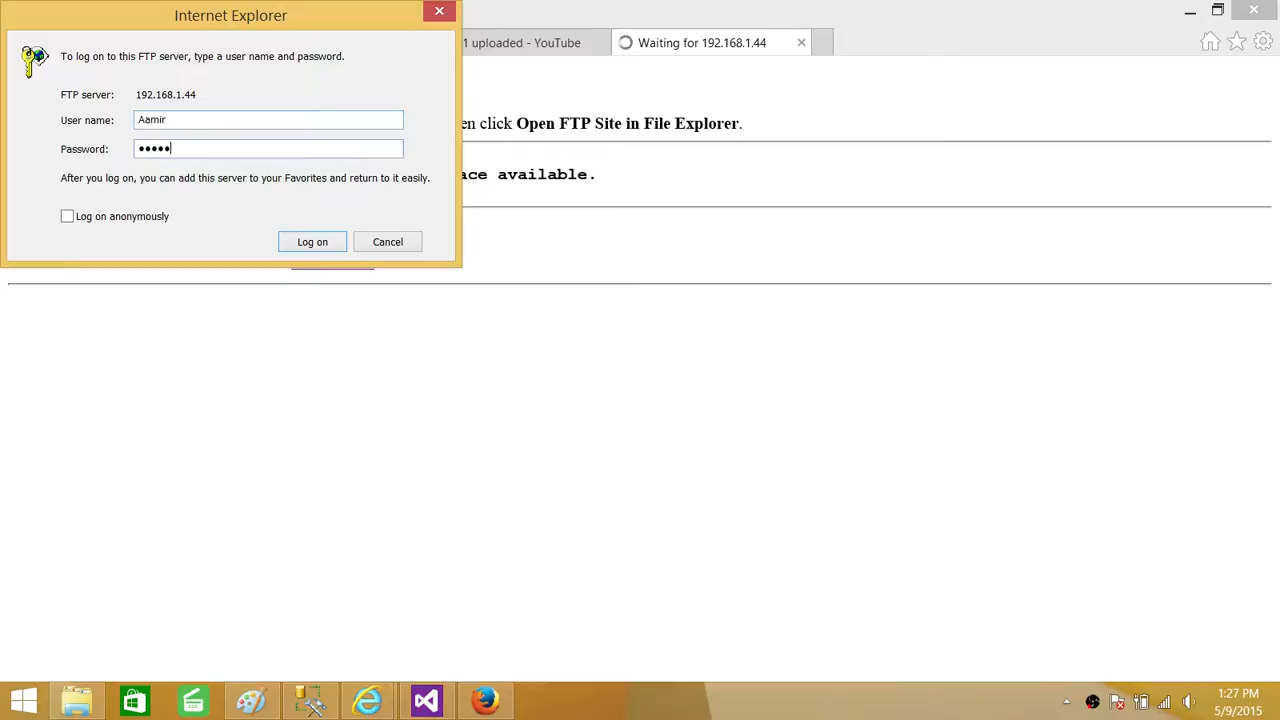 Internet Explorer
To log on to this FTP server, type a user name and password.
FTP server: 192.168.1.44
User name: Aamir
Password: •••••
After you log on, you can add this server to your Favorites and return to it easily.
Log on anonymously
Log on Cancel
1 uploaded - YouTube
Waiting for 192.168.1.44
en click Open FTP Site in File Explorer.
ace available.
1:27 PM
5/9/2015